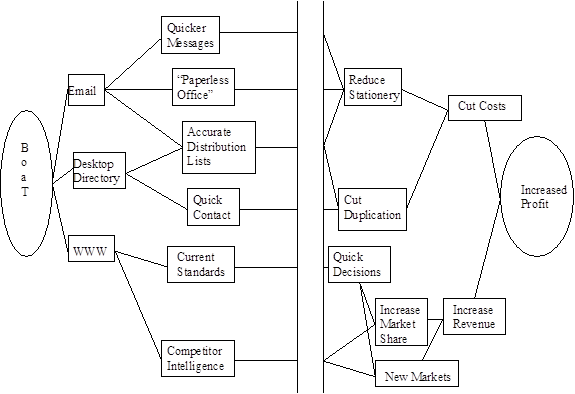 B
o
a
T
Email
Desktop
Directory
WWW
Quicker
Messages
“Paperless
Office”
Accurate
Distribution
Lists
Quick
Contact
Current
Standards
Competitor
Intelligence
Reduce
Stationery
Cut
Duplication
Quick
Decisions
Increase
Market
Share
New Markets
Cut Costs
Increase
Revenue
Increased
Profit